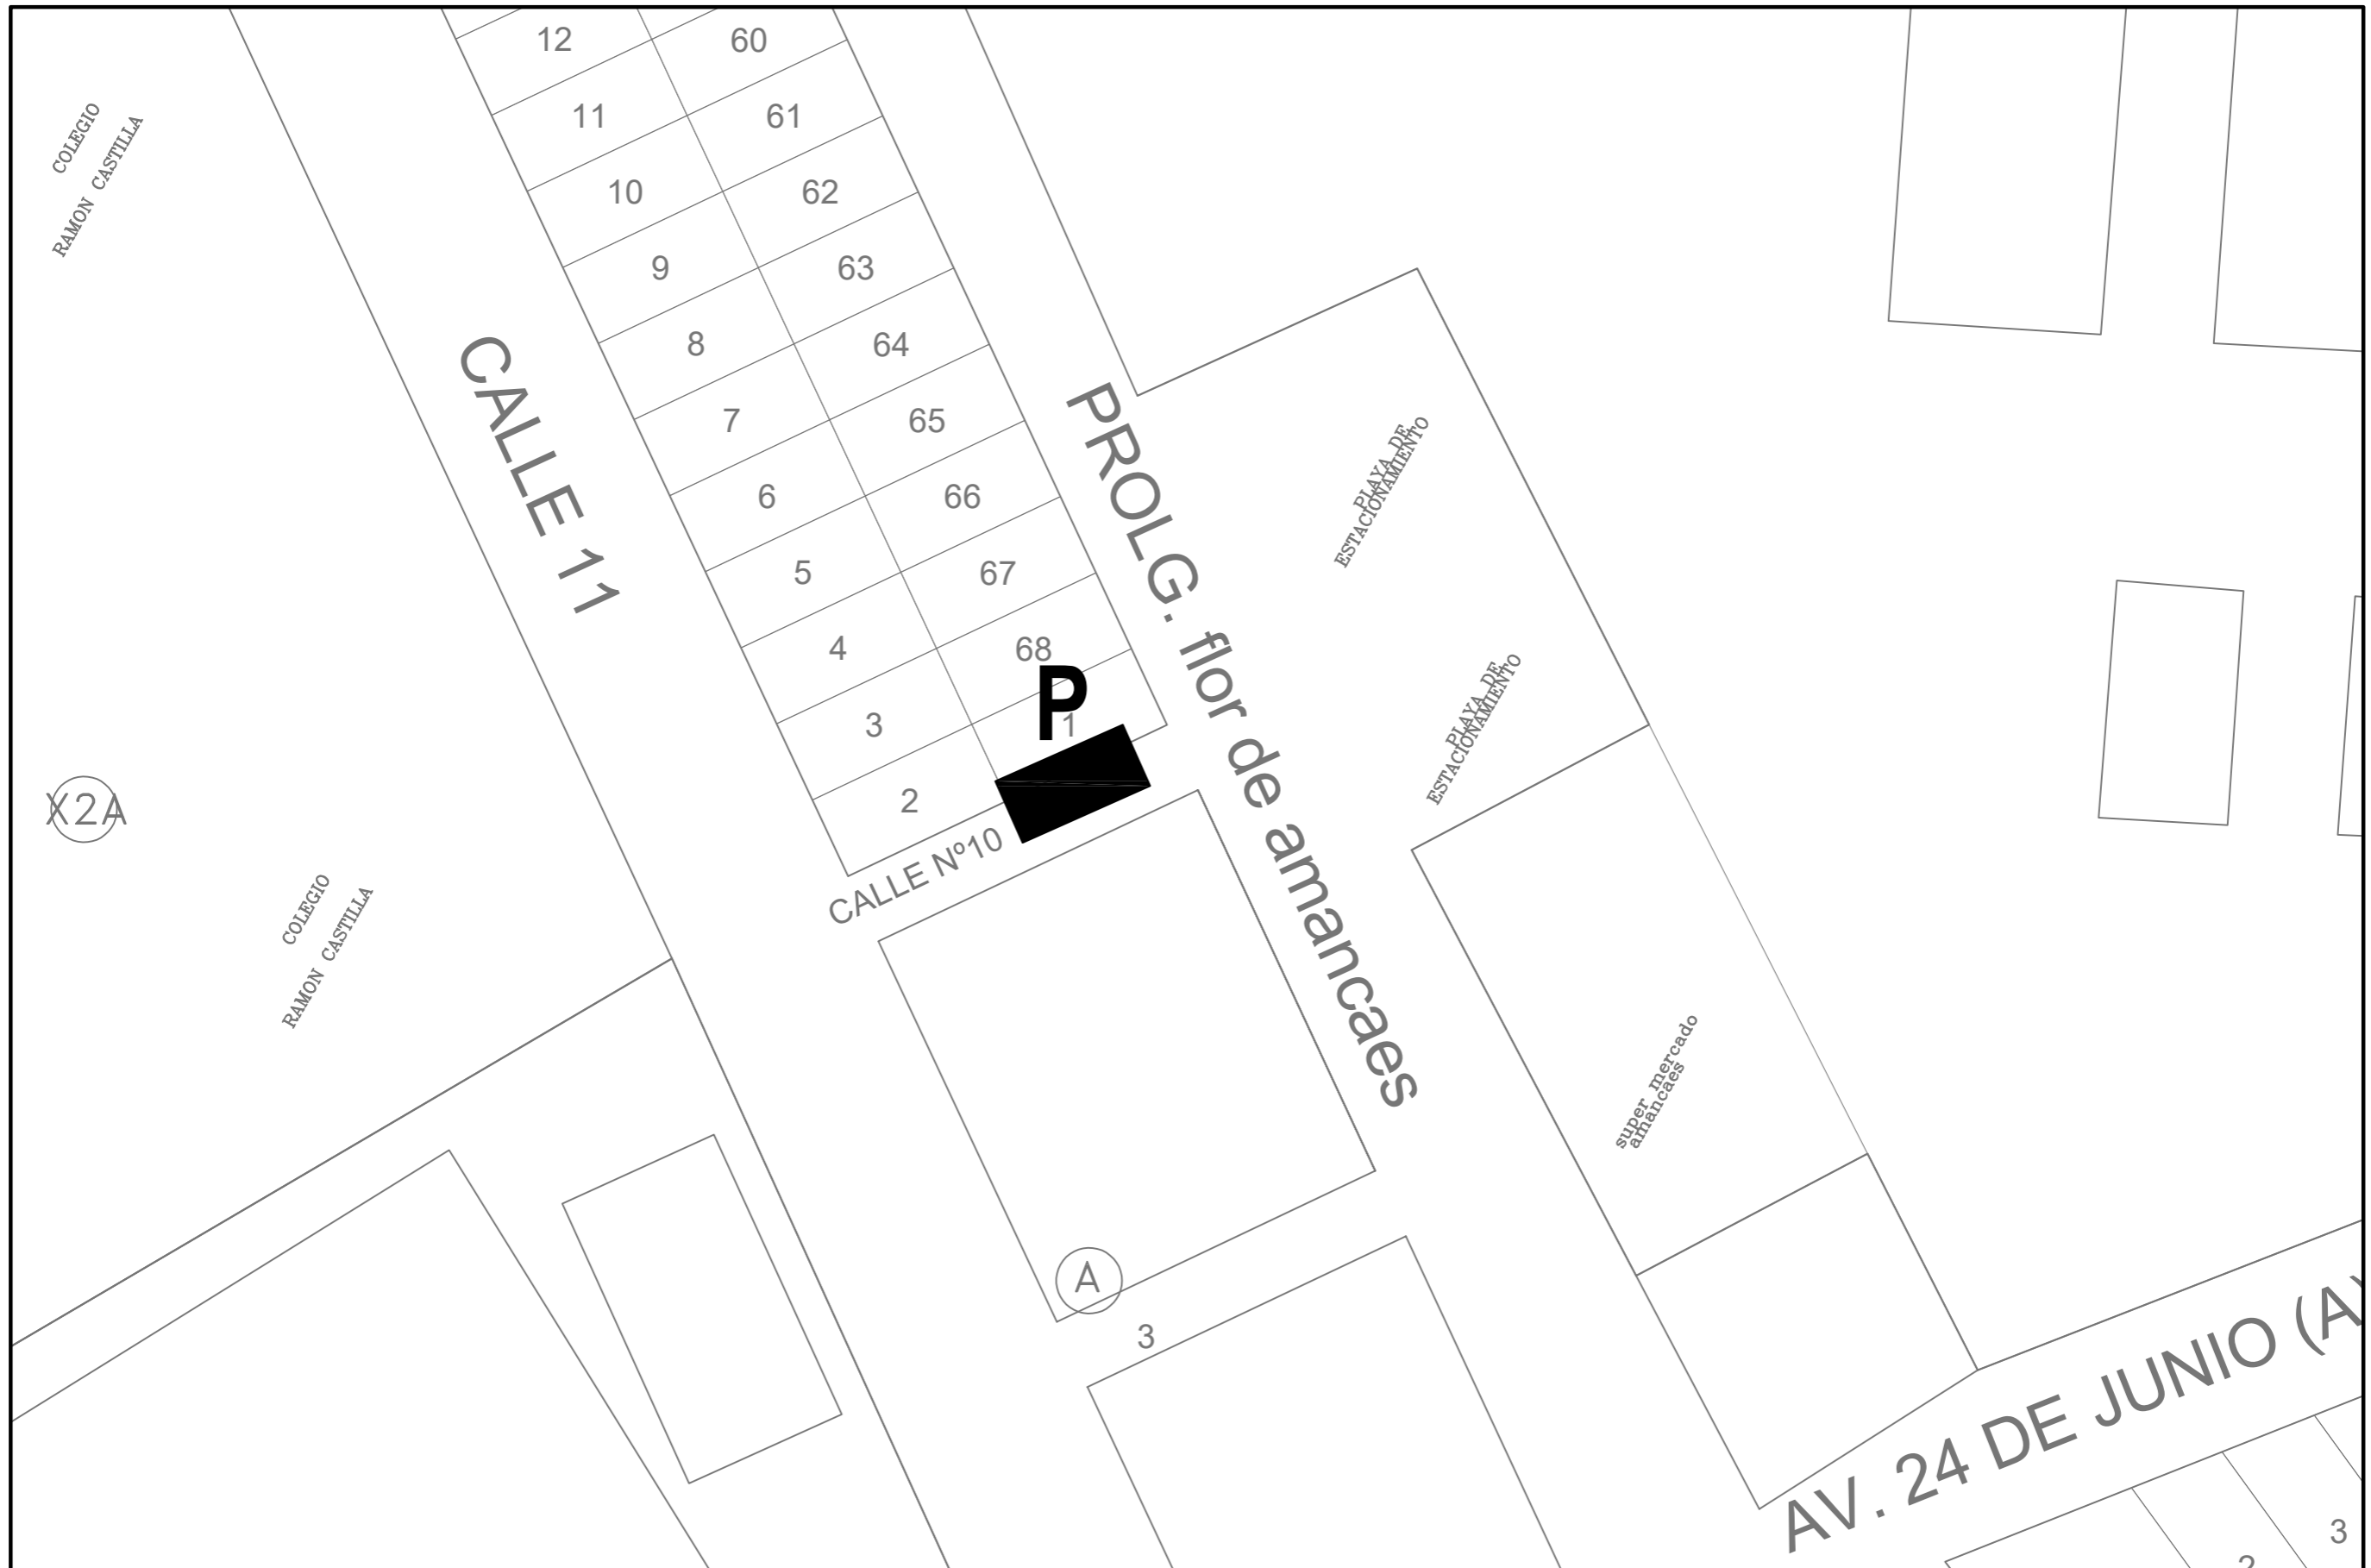 12
60
11
61
10
62
9
63
8
64
7
65
6
66
5
67
4
68
3
P
1
2
COLEGIO
RAMON CASTILLA
CALLE 11
PROLG. flor de amancaes
PLAYA DE
ESTACIONAMIENTO
PLAYA DE
ESTACIONAMIENTO
X2A
CALLE Nº10
COLEGIO
RAMON CASTILLA
super mercado
amancaes
A
3
AV. 24 DE JUNIO (A
3
2